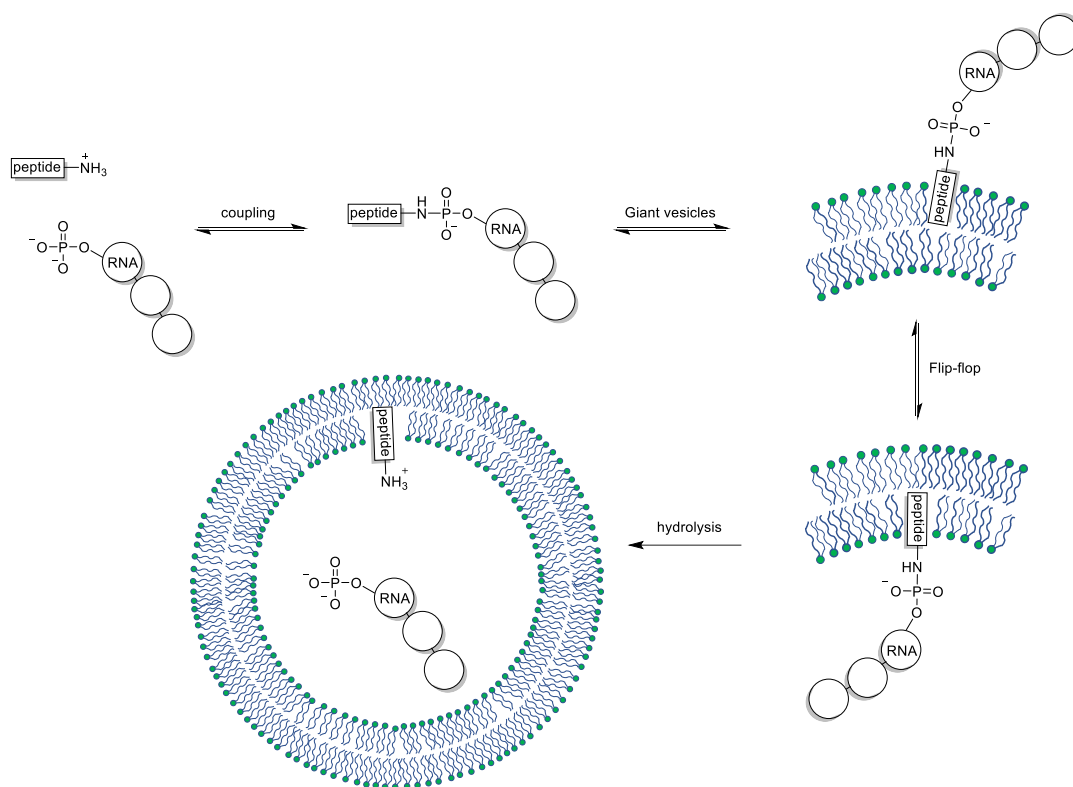 peptide
NH3
+
−O
P
O
−
O
RNA
coupling
peptide
H
N
O
P
O
O
−
RNA
Giant vesicles
RNA
O
O=P
O
−
HN
peptide
Flip-flop
peptide
HN
−
O
P
O
O
RNA
hydrolysis
peptide
NH3
+
−O
O
P
O
−
O
RNA